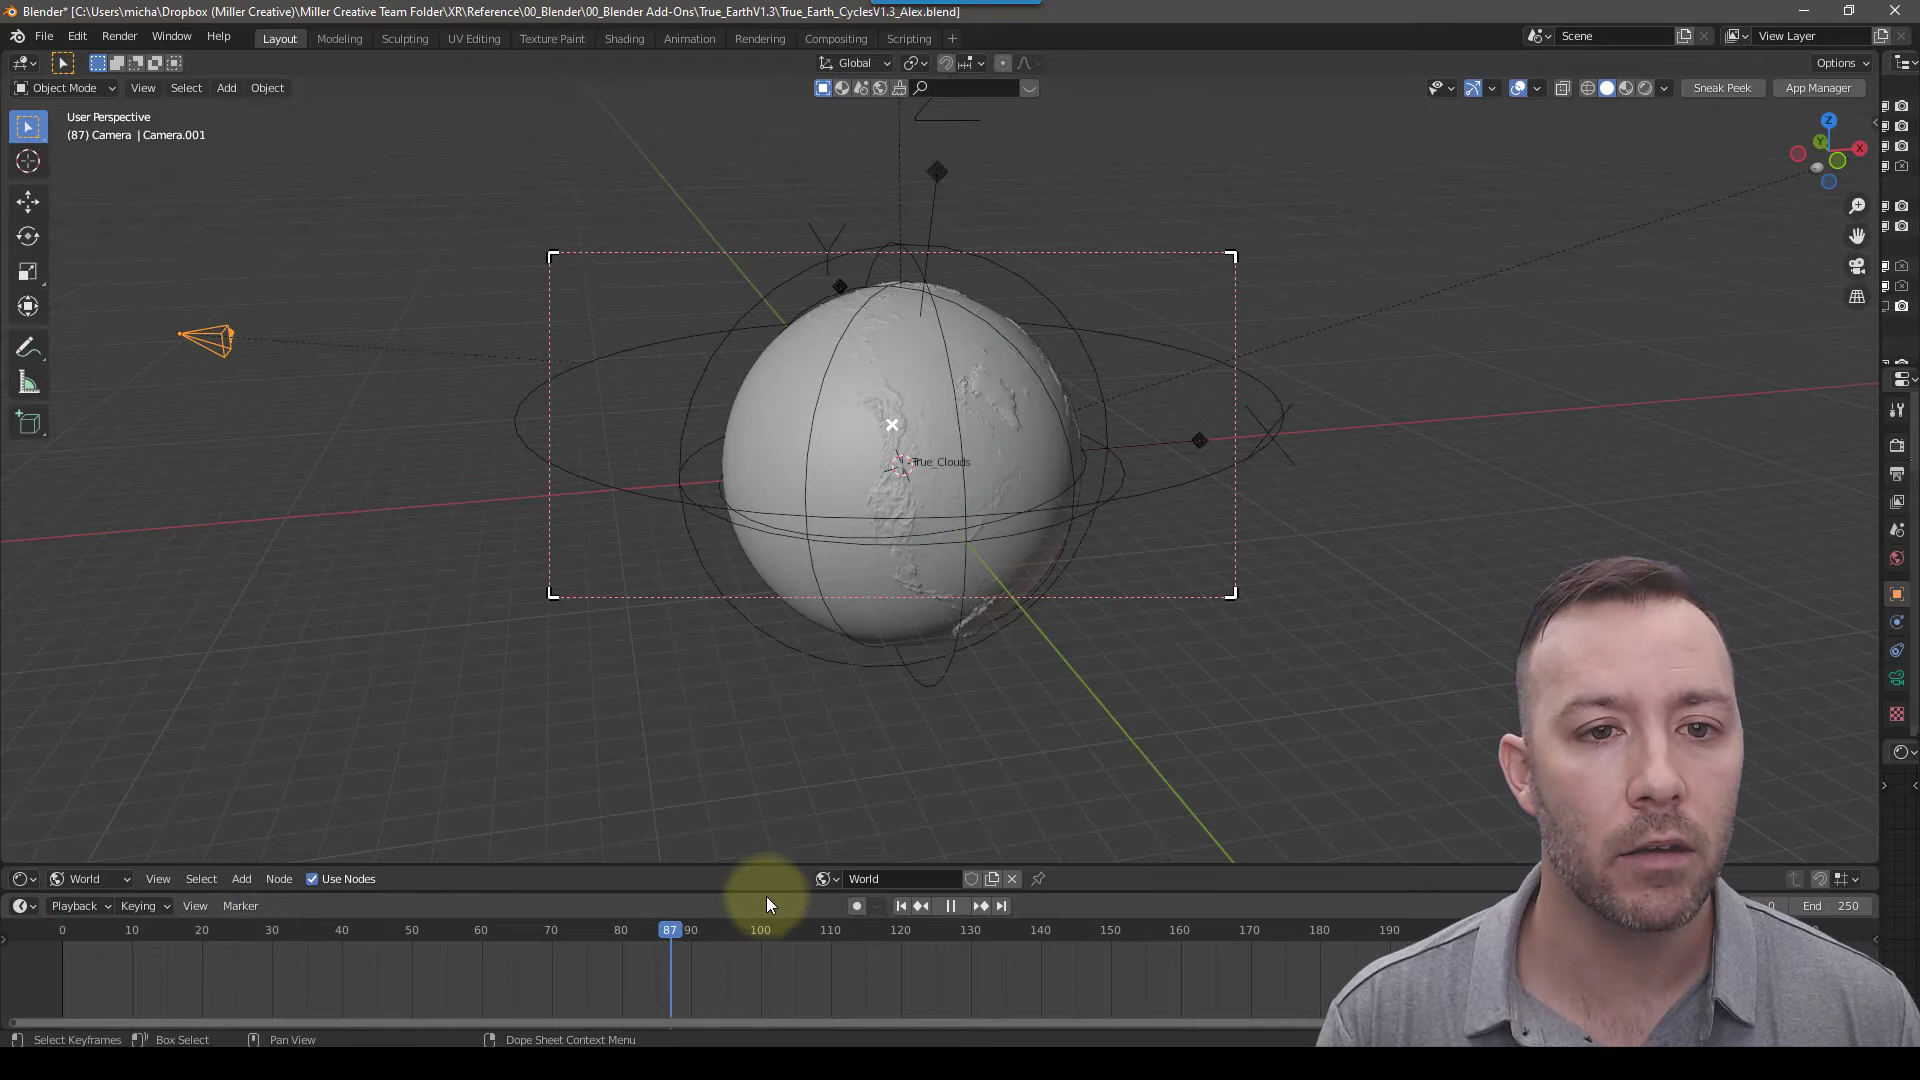 Blender* [C:\Users\micha\Dropbox (Miller Creative)\Miller Creative Team Folder\XR\Reference\00_Blender\00_Blender Add-Ons\True_EarthV1.3\True_Earth_CyclesV1.3_Alex.blend]
File Edit Render Window Help Layout Modeling Sculpting UV Editing Texture Paint Shading Animation Rendering Compositing Scripting + Scene View Layer
Global Options
Object Mode View Select Add Object Sneak Peek App Manager
User Perspective
(87) Camera | Camera.001
Z
Y
X
Z
Y
X
True_Clouds
World View Select Add Node Use Nodes World
Playback Keying View Marker 0 End 250
0 10 20 30 40 50 60 70 80 87 90 100 110 120 130 140 150 160 170 180 190
Select Keyframes Box Select Pan View Dope Sheet Context Menu